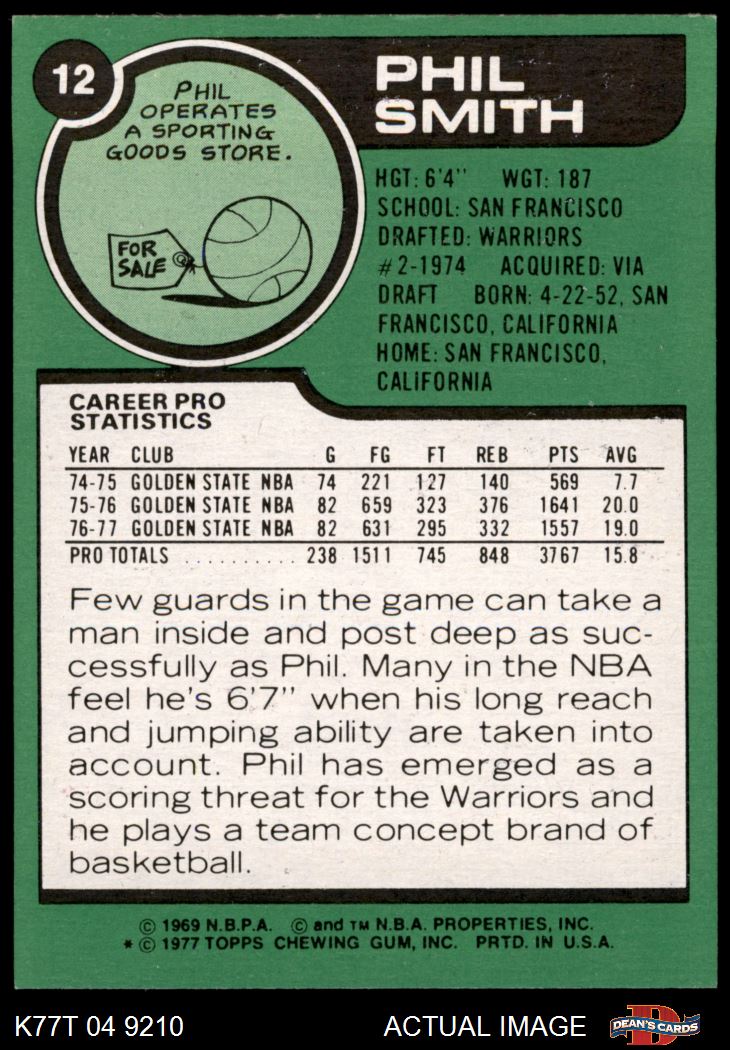 12
PHIL
OPERATES
A SPORTING
GOODS STORE.
FOR
SALE
PHIL
SMITH
HGT: 6'4" WGT: 187
SCHOOL: SAN FRANCISCO
DRAFTED: WARRIORS
#2-1974 ACQUIRED: VIA
DRAFT BORN: 4-22-52, SAN
FRANCISCO, CALIFORNIA
HOME: SAN FRANCISCO,
CALIFORNIA
CAREER PRO
STATISTICS
YEAR CLUB G FG FT REB PTS AVG
74-75 GOLDEN STATE NBA 74 221 127 140 569 7.7
75-76 GOLDEN STATE NBA 82 659 323 376 1641 20.0
76-77 GOLDEN STATE NBA 82 631 295 332 1557 19.0
PRO TOTALS .......... 238 1511 745 848 3767 15.8
Few guards in the game can take a
man inside and post deep as suc-
cessfully as Phil. Many in the NBA
feel he's 6'7" when his long reach
and jumping ability are taken into
account. Phil has emerged as a
scoring threat for the Warriors and
he plays a team concept brand of
basketball.
© 1969 N.B.P.A. © and TM N.B.A. PROPERTIES, INC.
* © 1977 TOPPS CHEWING GUM, INC. PRTD. IN U.S.A.
K77T 04 9210 ACTUAL IMAGE DEAN'S CARDS